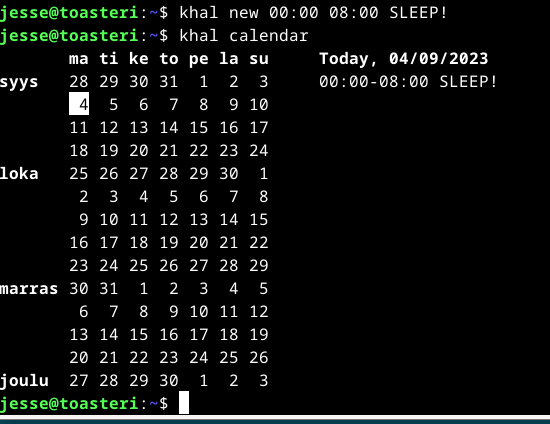 jesse@toasteri:~$ khal new 00:00 08:00 SLEEP!
jesse@toasteri:~$ khal calendar
       ma ti ke to pe la su     Today, 04/09/2023
syys   28 29 30 31  1  2  3     00:00-08:00 SLEEP!
        4  5  6  7  8  9 10
       11 12 13 14 15 16 17
       18 19 20 21 22 23 24
loka   25 26 27 28 29 30  1
        2  3  4  5  6  7  8
        9 10 11 12 13 14 15
       16 17 18 19 20 21 22
       23 24 25 26 27 28 29
marras 30 31  1  2  3  4  5
        6  7  8  9 10 11 12
       13 14 15 16 17 18 19
       20 21 22 23 24 25 26
joulu  27 28 29 30  1  2  3
jesse@toasteri:~$